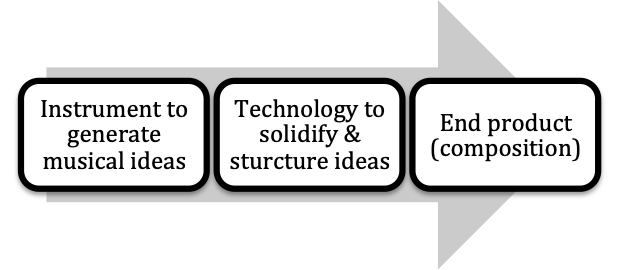 Instrument to
generate
musical ideas
Technology to
solidify &
sturcture ideas
End product
(composition)